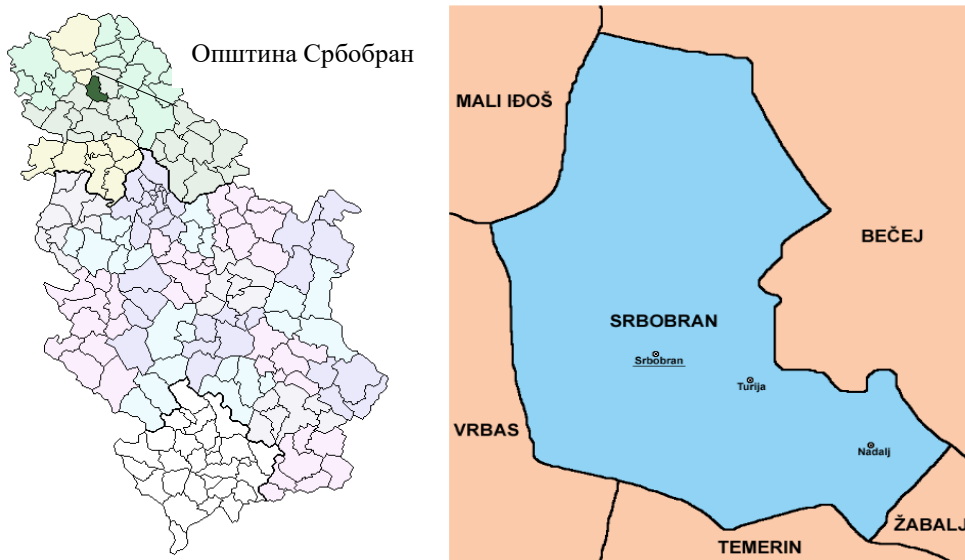 Општина Србобран
MALI IĐOŠ
BEČEJ
SRBOBRAN
Srbobran
Turija
VRBAS
Nadalj
ŽABALJ
TEMERIN